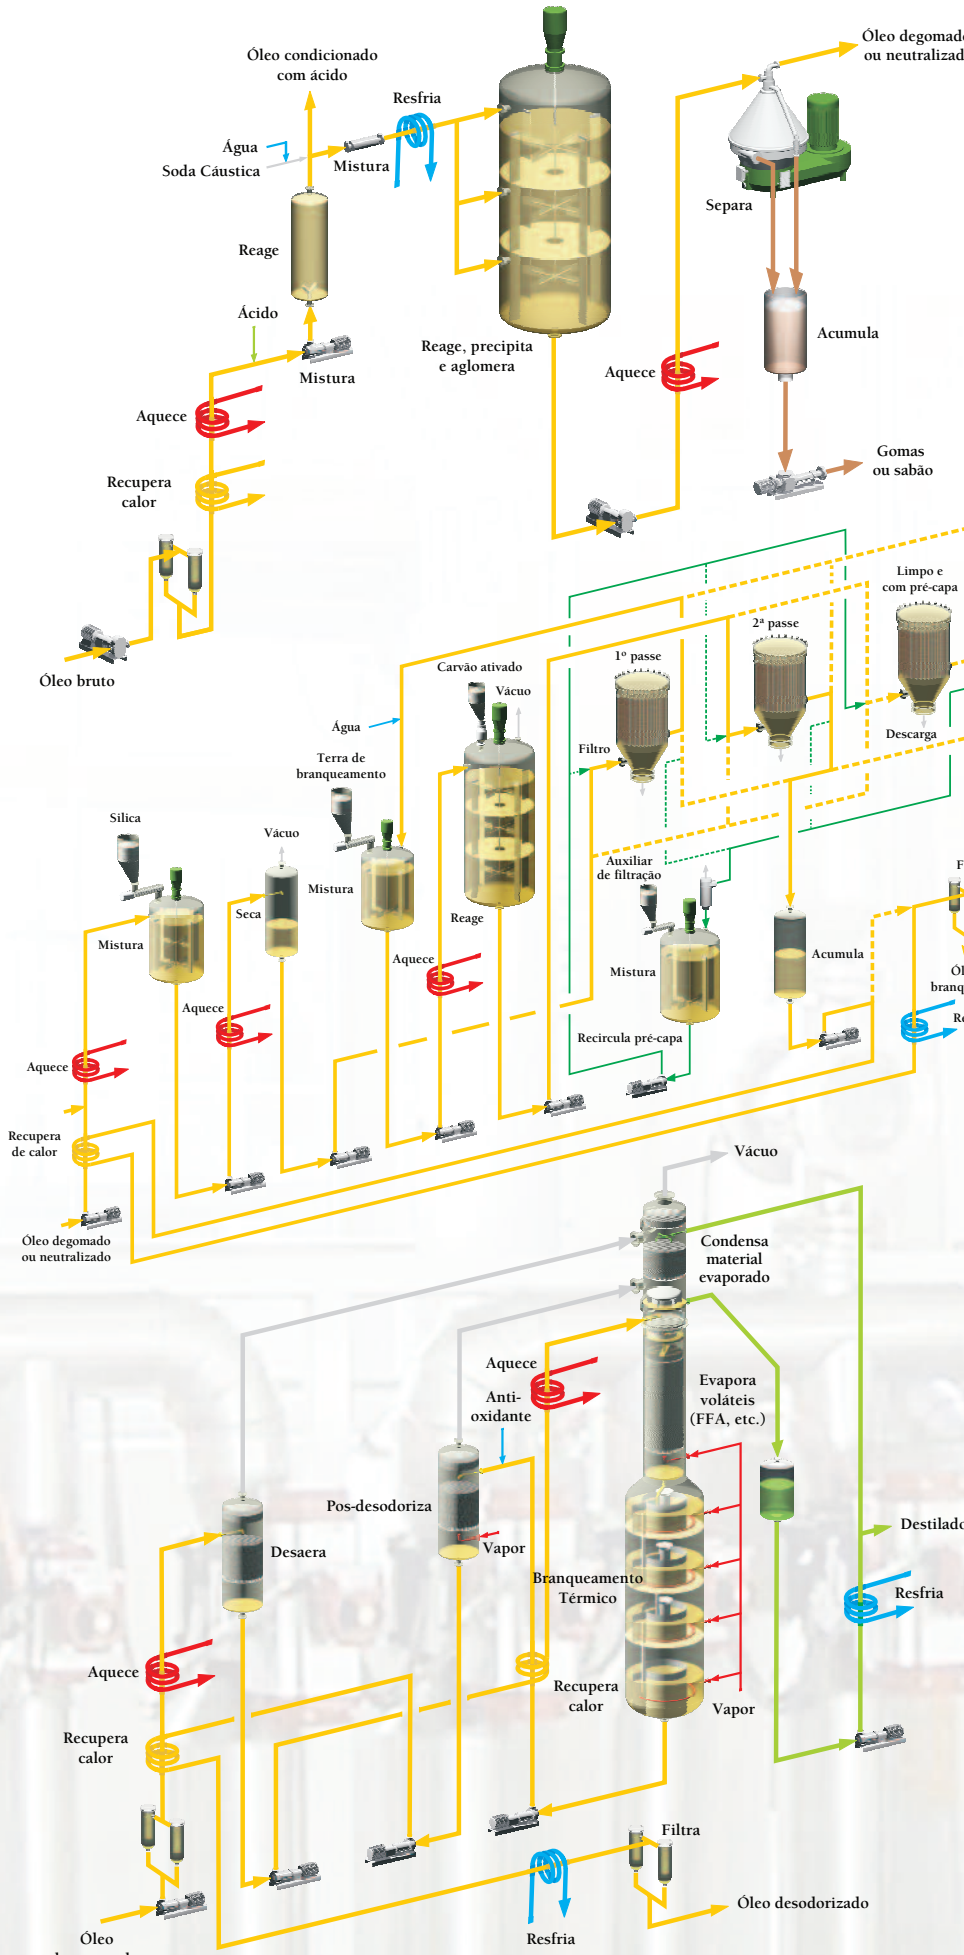 Óleo condicionado
com ácido
Resfria
Óleo degomado
ou neutralizad
Água
Soda Cáustica
Mistura
Separa
Reage
Ácido
Mistura
Reage, precipita
e aglomera
Aquece
Acumula
Aquece
Recupera
calor
Gomas
ou sabão
Óleo bruto
Limpo e
com pré-capa
2ª passe
1º passe
Carvão ativado
Vácuo
Água
Filtro
Descarga
Terra de
branqueamento
Silica
Vácuo
Mistura
Seca
Mistura
Reage
Auxiliar
de filtração
Aquece
Mistura
Acumula
Aquece
Recircula pré-capa
Aquece
Recupera
de calor
Óleo degomado
ou neutralizado
F
Ól
branqu
Re
Vácuo
Condensa
material
evaporado
Aquece
Anti-
oxidante
Evapora
voláteis
(FFA, etc.)
Pos-desodoriza
Vapor
Desaera
Branqueamento
Térmico
Destilado
Resfria
Aquece
Recupera
calor
Vapor
Recupera
calor
Filtra
Óleo desodorizado
Óleo
Resfria